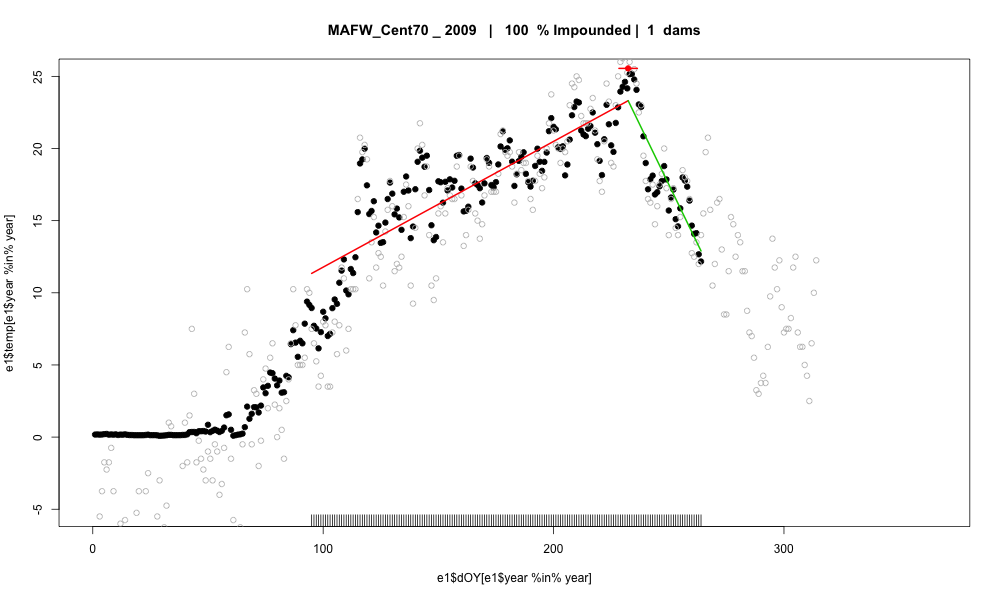 MAFW_Cent70 _ 2009 | 100 % Impounded | 1 dams
e1$temp[e1$year %in% year]
25
20
15
10
5
0
-5
0 100 200 300
e1$dOY[e1$year %in% year]